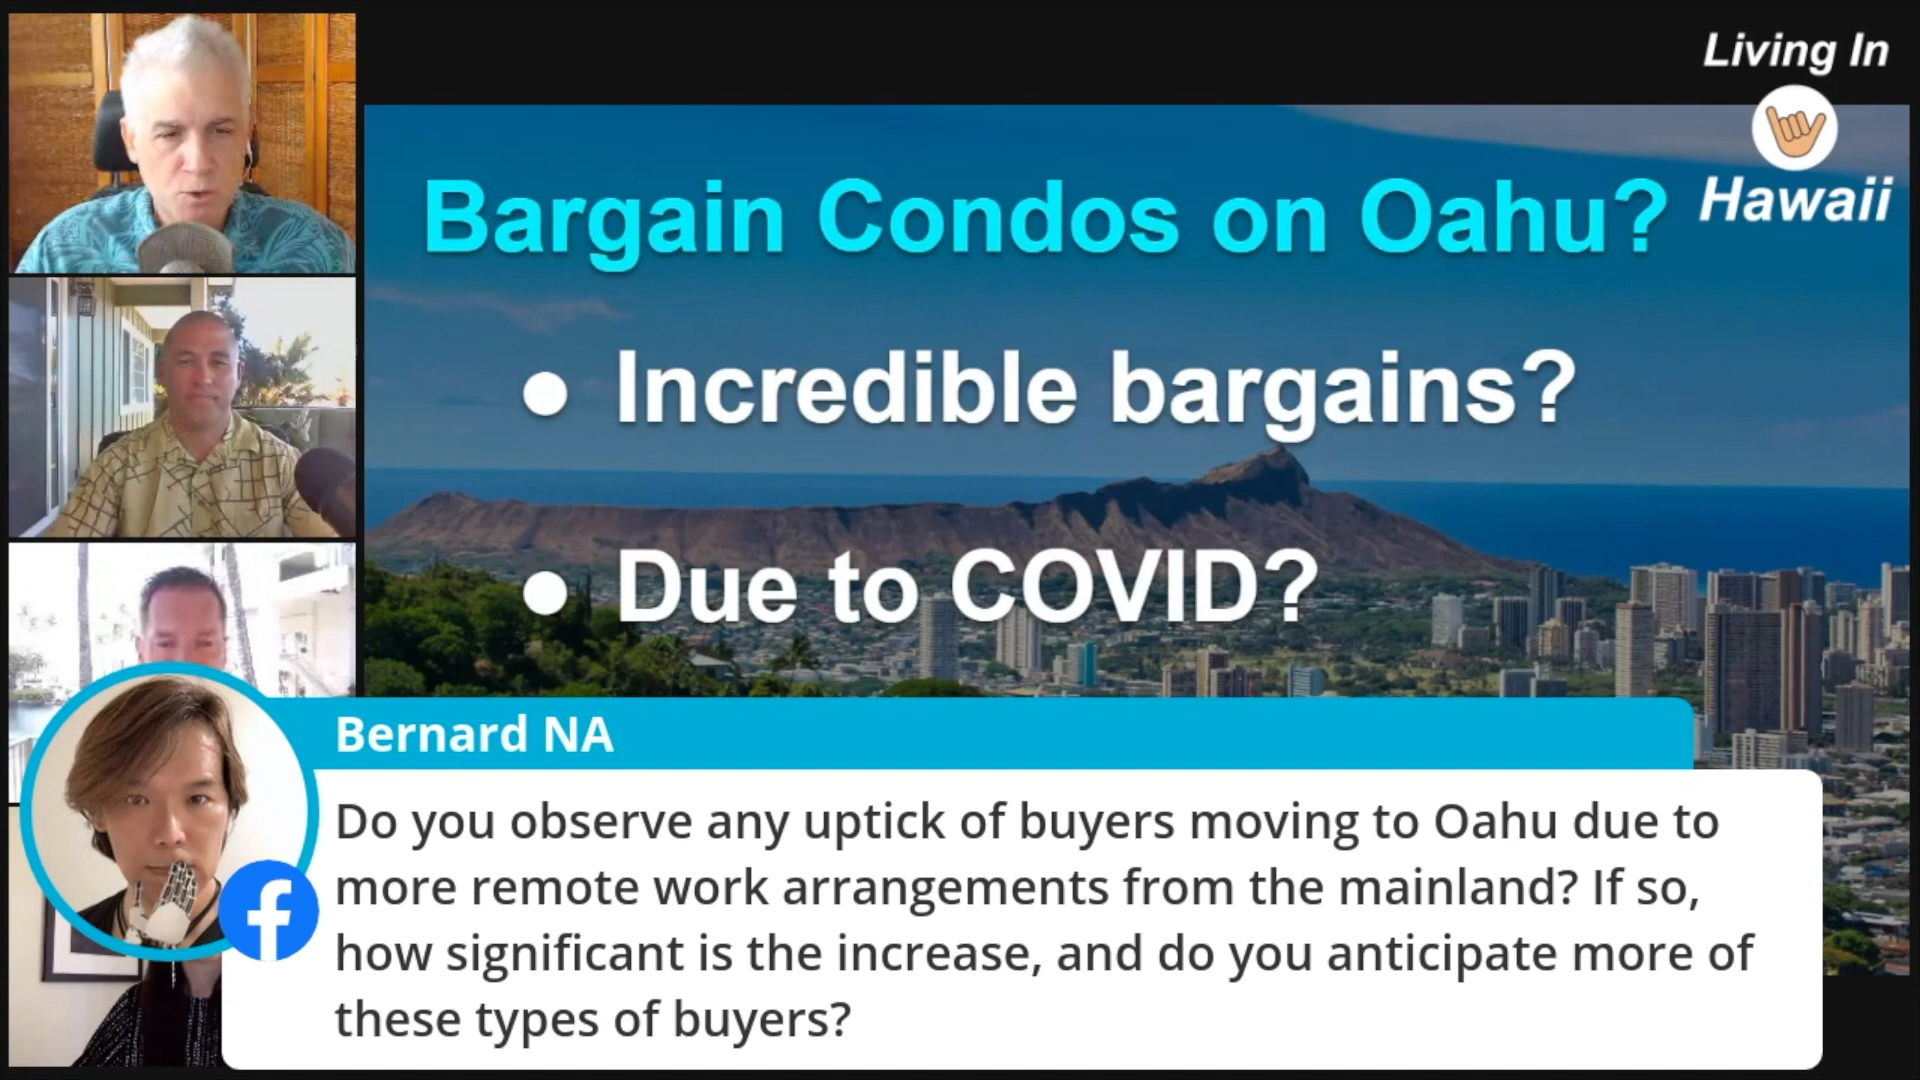 Living In
Hawaii
Bargain Condos on Oahu?
● Incredible bargains?
● Due to COVID?
Bernard NA
Do you observe any uptick of buyers moving to Oahu due to
more remote work arrangements from the mainland? If so,
how significant is the increase, and do you anticipate more of
these types of buyers?